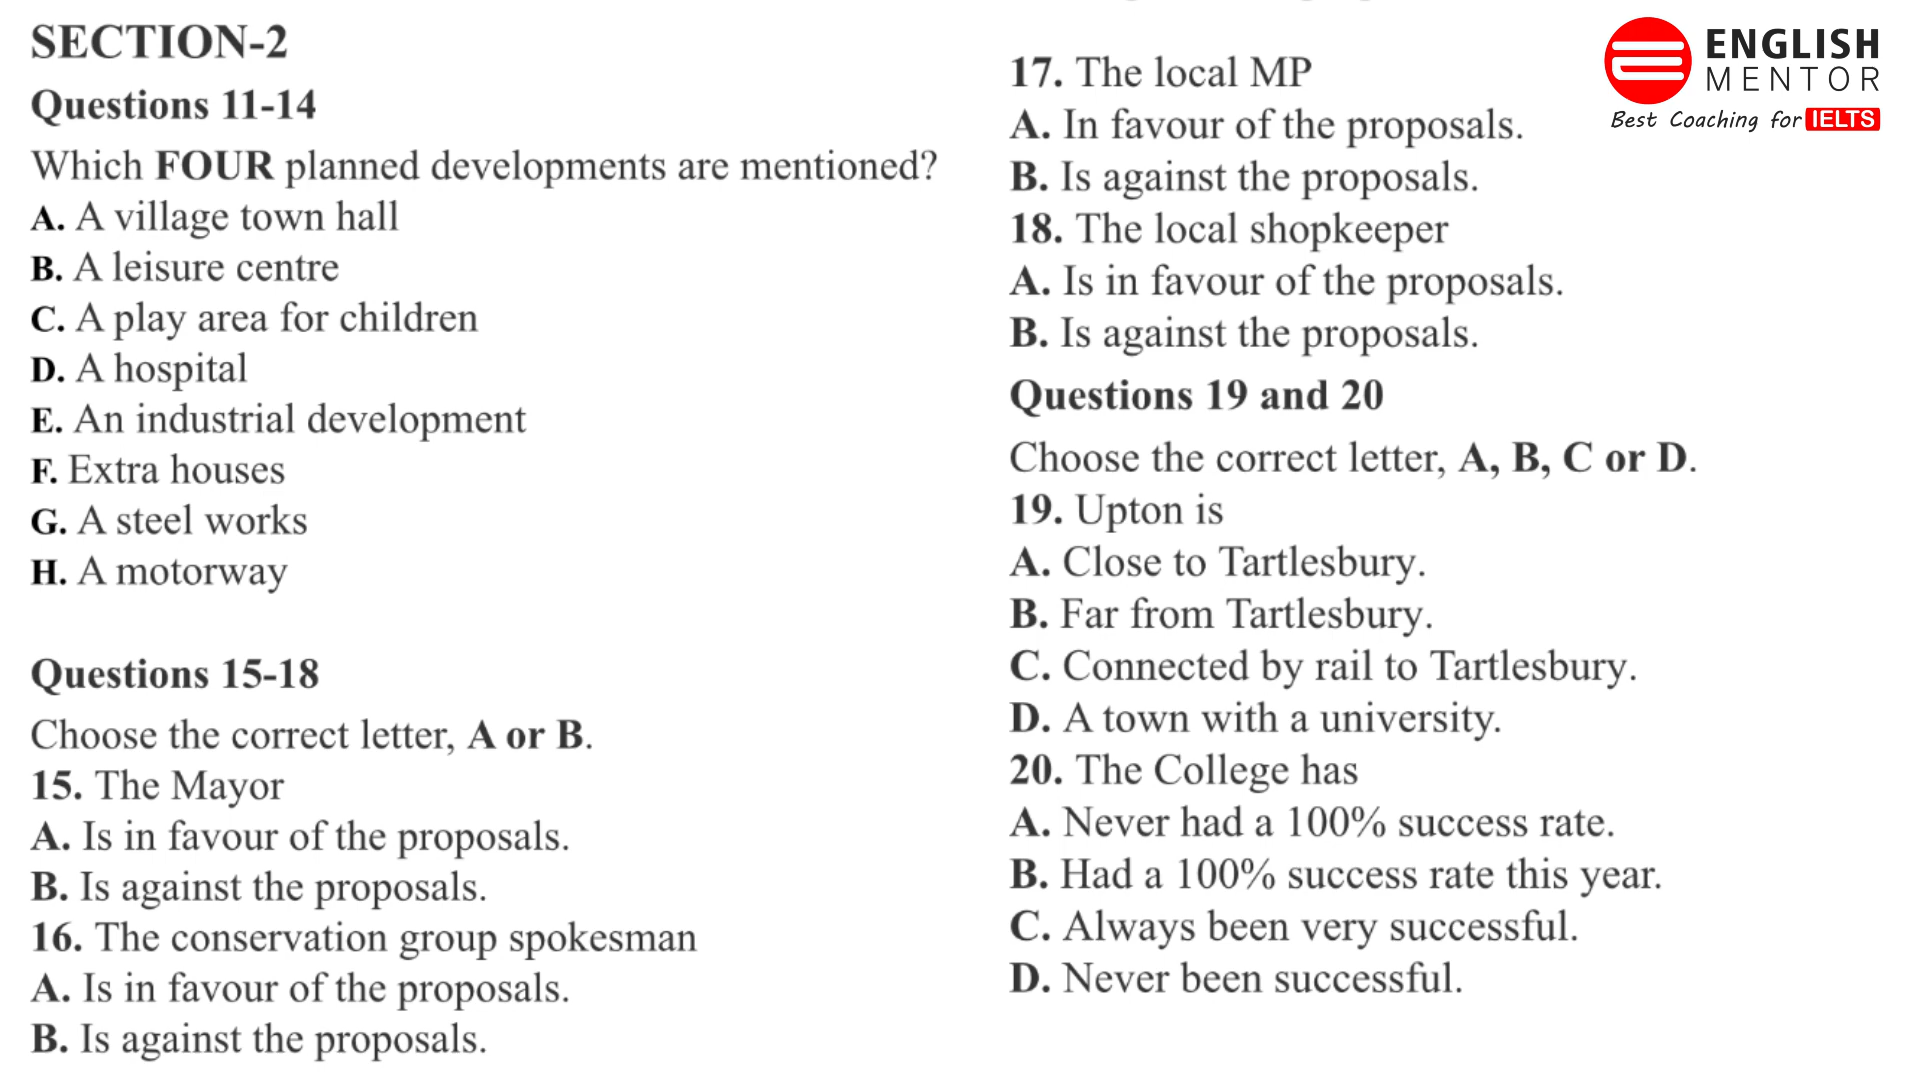 SECTION-2
Questions 11-14
Which FOUR planned developments are mentioned?
A. A village town hall
B. A leisure centre
C. A play area for children
D. A hospital
E. An industrial development
F. Extra houses
G. A steel works
H. A motorway
Questions 15-18
Choose the correct letter, A or B.
15. The Mayor
A. Is in favour of the proposals.
B. Is against the proposals.
16. The conservation group spokesman
A. Is in favour of the proposals.
B. Is against the proposals.
17. The local MP
A. In favour of the proposals.
B. Is against the proposals.
18. The local shopkeeper
A. Is in favour of the proposals.
B. Is against the proposals.
Questions 19 and 20
Choose the correct letter, A, B, C or D.
19. Upton is
A. Close to Tartlesbury.
B. Far from Tartlesbury.
C. Connected by rail to Tartlesbury.
D. A town with a university.
20. The College has
A. Never had a 100% success rate.
B. Had a 100% success rate this year.
C. Always been very successful.
D. Never been successful.
ENGLISH
MENTOR
Best Coaching for IELTS